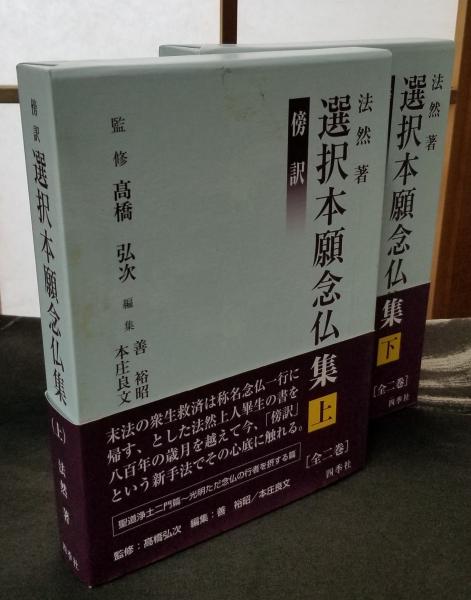 傍訳
選択本願念仏集
(上)
法然 著
四季社
法然 著
選択本願念仏集
上
[全二巻]
四季社
傍訳
監修 髙橋 弘次
編集 善 裕昭
本庄良文
末法の衆生救済は称名念仏一行に
帰す、とした法然上人畢生の書を
八百年の歳月を越えて今、「傍訳」
という新手法でその心底に触れる。
聖道浄土二門篇〜光明ただ念仏の行者を摂する篇
監修:髙橋弘次 編集:善 裕昭/本庄良文
法然 著
選択本願念仏集
下
[全二巻]
四季社